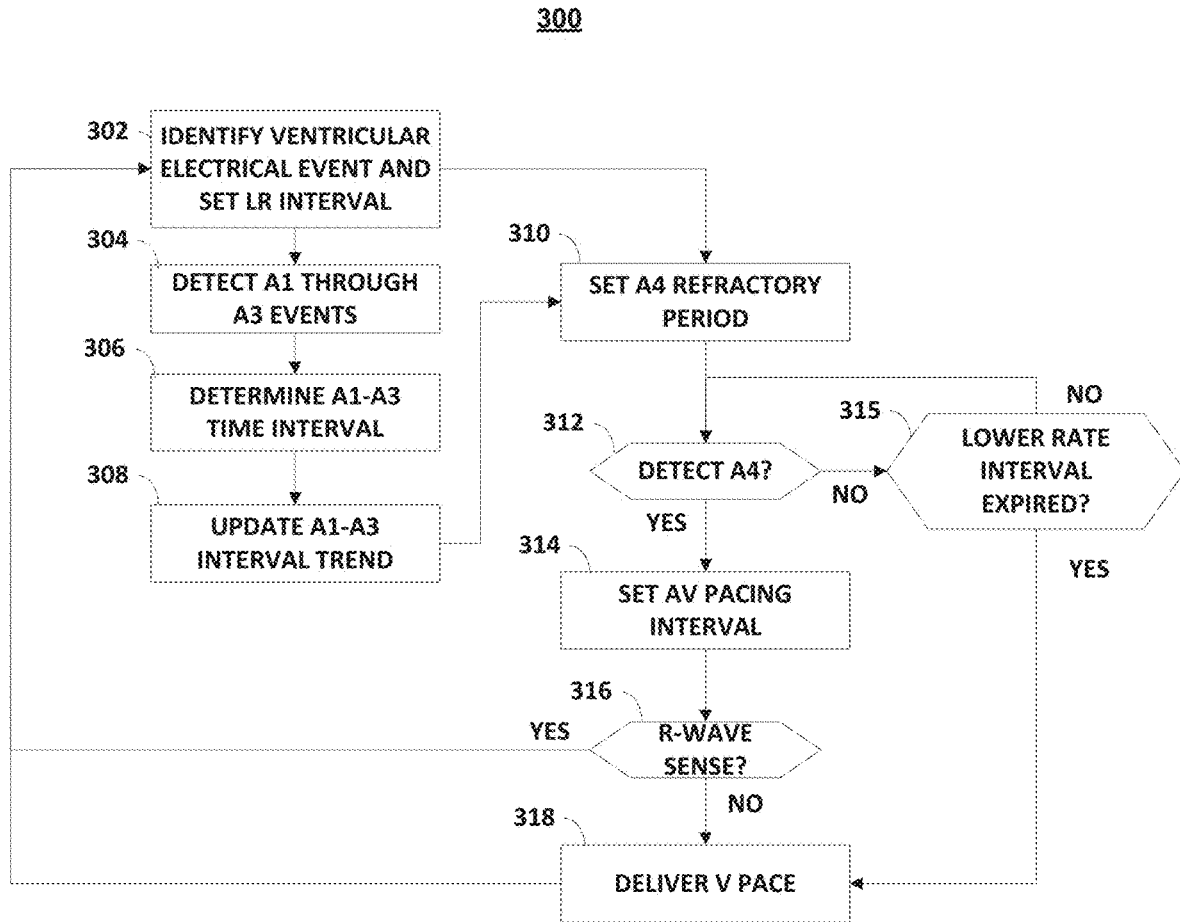 300
302
IDENTIFY VENTRICULAR
ELECTRICAL EVENT AND
SET LR INTERVAL
304
DETECT A1 THROUGH
A3 EVENTS
306
DETERMINE A1-A3
TIME INTERVAL
308
UPDATE A1-A3
INTERVAL TREND
310
SET A4 REFRACTORY
PERIOD
312
DETECT A4?
NO
YES
315
NO
LOWER RATE
INTERVAL
EXPIRED?
YES
314
SET AV PACING
INTERVAL
316
YES
R-WAVE
SENSE?
NO
318
DELIVER V PACE